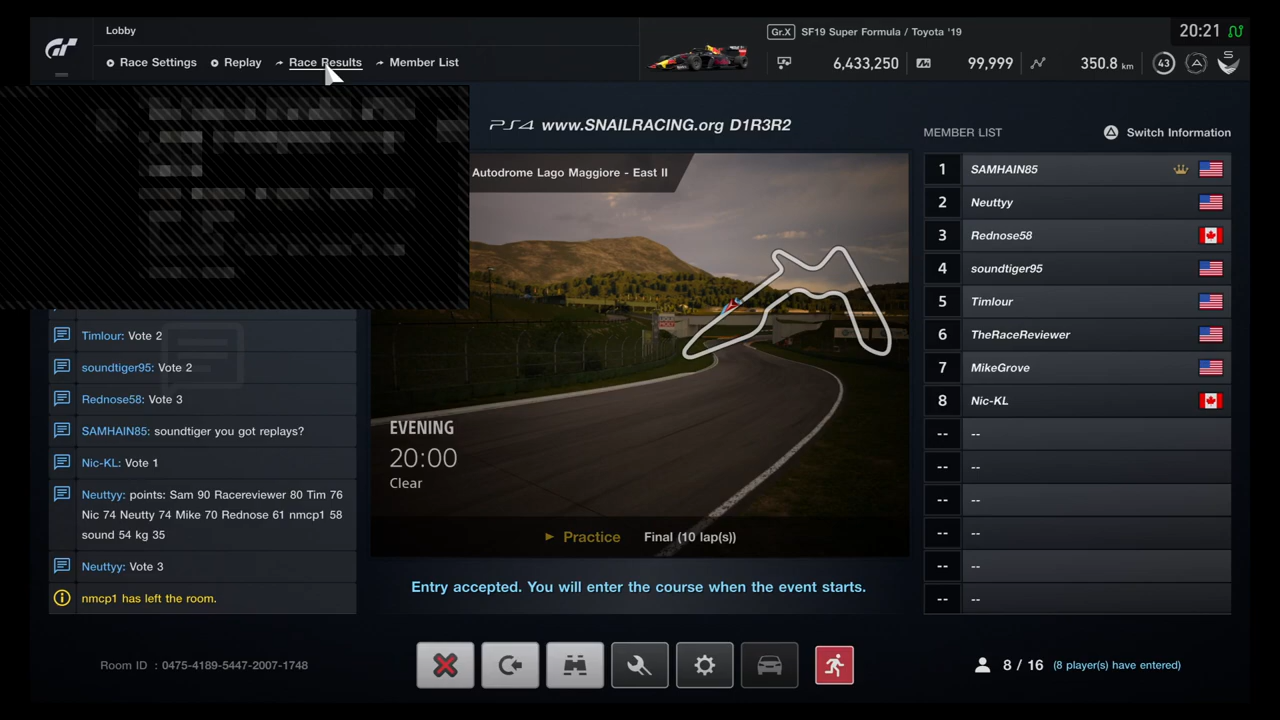 Lobby
Race Settings
Replay
Race Results
Member List
Gr.X
SF19 Super Formula / Toyota '19
6,433,250
99,999
350.8 km
43
A
S
20:21
PS4 www.SNAILRACING.org D1R3R2
Autodrome Lago Maggiore - East II
EVENING
20:00
Clear
Practice
Final (10 lap(s))
Entry accepted. You will enter the course when the event starts.
Timlour: Vote 2
soundtiger95: Vote 2
Rednose58: Vote 3
SAMHAIN85: soundtiger you got replays?
Nic-KL: Vote 1
Neuttyy: points: Sam 90 Racereviewer 80 Tim 76
Nic 74 Neutty 74 Mike 70 Rednose 61 nmcp1 58
sound 54 kg 35
Neuttyy: Vote 3
nmcp1 has left the room.
MEMBER LIST
Switch Information
1 SAMHAIN85
2 Neuttyy
3 Rednose58
4 soundtiger95
5 Timlour
6 TheRaceReviewer
7 MikeGrove
8 Nic-KL
-- --
-- --
-- --
-- --
-- --
-- --
Room ID : 0475-4189-5447-2007-1748
8 / 16 (8 player(s) have entered)